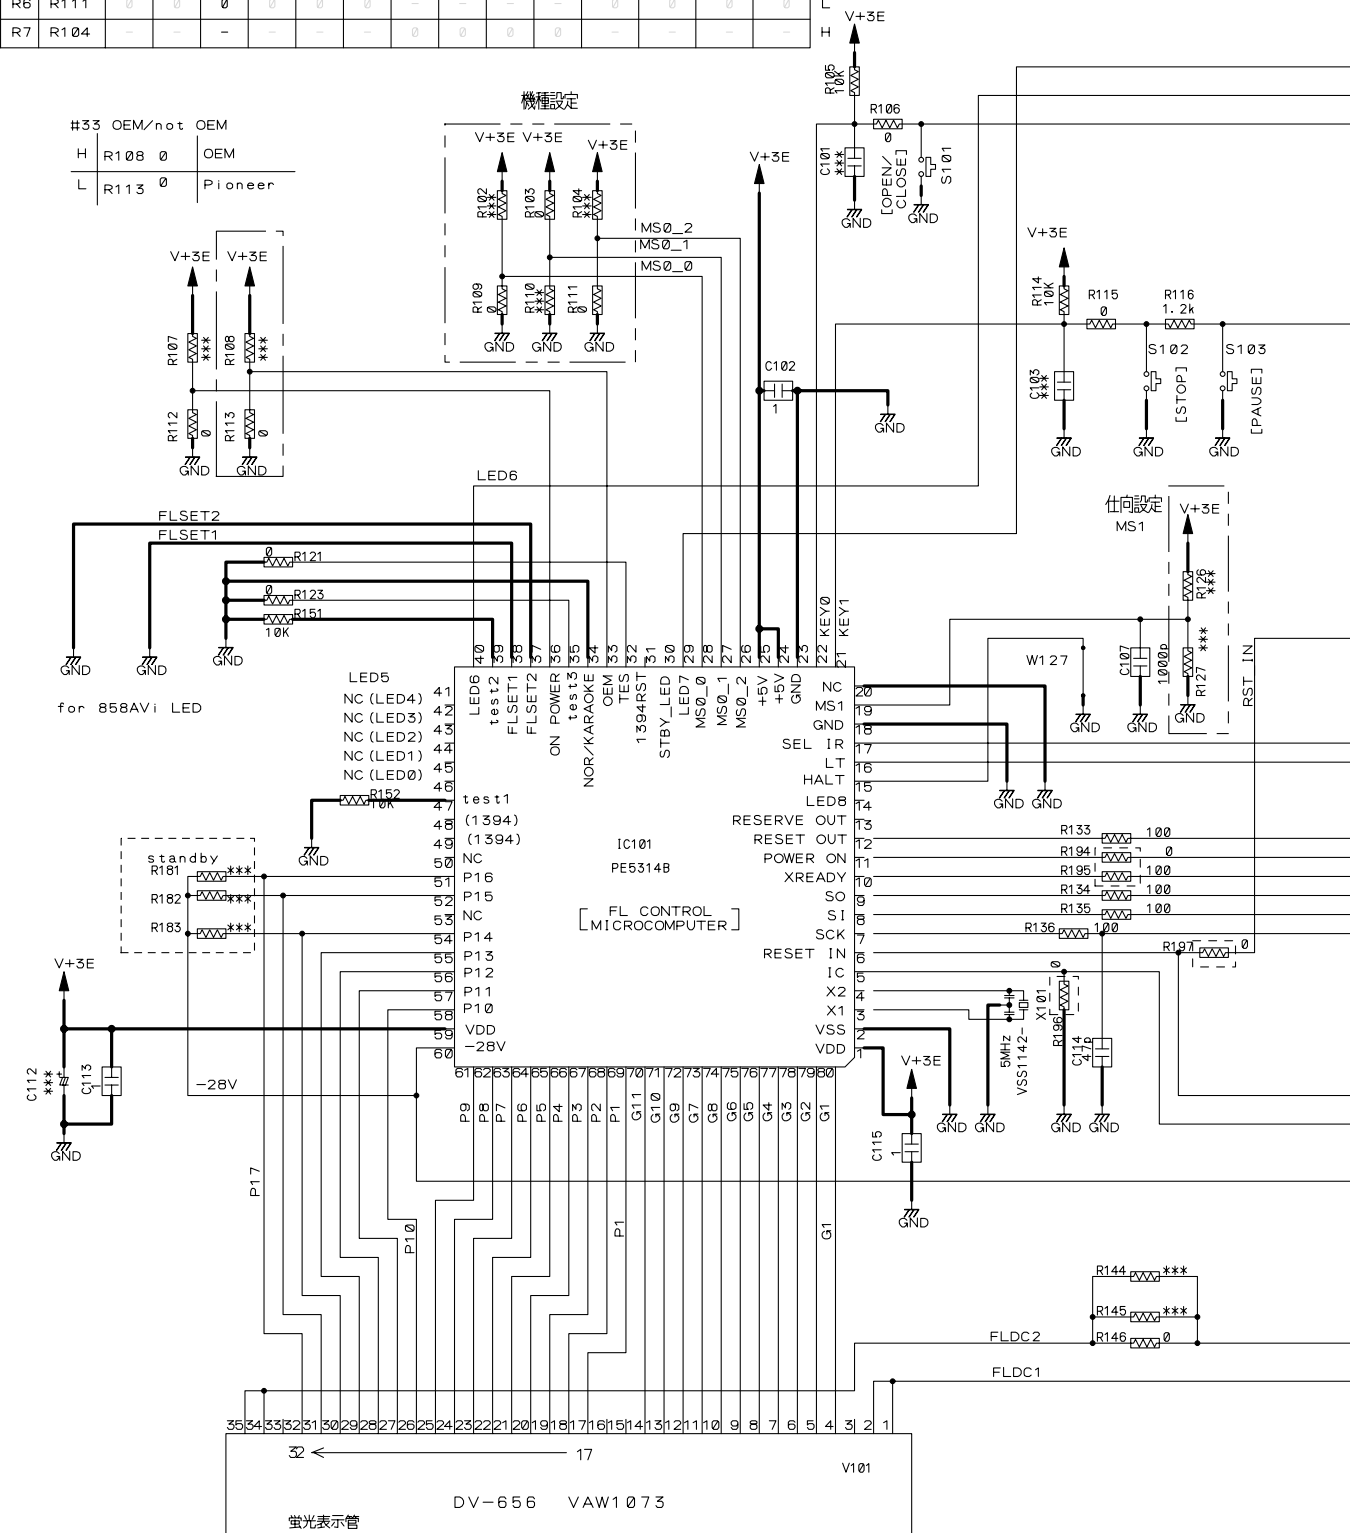 R6 R111 0 0 0 0 0 0 - - - - 0 0 0 0 0 L
R7 R104 - - - - - - 0 0 0 0 - - - - - H
#33 OEM/not OEM
H R108 0 OEM
L R113 0 Pioneer
機種設定
V+3E V+3E V+3E
R102 *** R103 0 R104 ***
MS0_2
MS0_1
MS0_0
R109 0 R110 *** R111 0
GND GND GND
V+3E
R105 10K
R106 0
C101 ***
[OPEN/CLOSE] S101
GND GND
V+3E
V+3E V+3E
R107 *** R108 ***
R112 0 R113 0
GND GND
C102 1
GND
V+3E
R114 10K
R115 0
R116 1.2k
C103 ***
S102 [STOP]
S103 [PAUSE]
GND GND GND
LED6
FLSET2
FLSET1
0 R121
0 R123
R151 10K
GND GND GND
for 858AVi LED
仕向設定
MS1
V+3E
R126 ***
R127 ***
C107 1000p
W127
RST IN
GND GND GND
KEY0 KEY1
40 39 38 37 36 35 34 33 32 31 30 29 28 27 26 25 24 23 22 21
LED6 test2 FLSET1 FLSET2 ON POWER test3 NOR/KARAOKE OEM TES 1394RST STBY_LED LED7 MS0_0 MS0_1 MS0_2 +5V +5V GND
LED5 41
NC(LED4) 42
NC(LED3) 43
NC(LED2) 44
NC(LED1) 45
NC(LED0) 46
R152 10K 47 test1
GND
48 (1394)
49 (1394)
50 NC
51 P16
52 P15
53 NC
54 P14
55 P13
56 P12
57 P11
58 P10
59 VDD
60 -28V
IC101
PE5314B
[FL CONTROL MICROCOMPUTER]
NC 20
MS1 19
GND 18
SEL IR 17
LT 16
HALT 15
LED8 14
RESERVE OUT 13
RESET OUT 12
POWER ON 11
XREADY 10
SO 9
SI 8
SCK 7
RESET IN 6
IC 5
X2 4
X1 3
VSS 2
VDD 1
GND GND
R133 100
R194 0
R195 100
R134 100
R135 100
R136 100
R197 0
standby
R181 ***
R182 ***
R183 ***
V+3E
C112 *** +
C113 1
GND
-28V
5MHz VSS1142- X101
R196 0
C114 47p
V+3E
C115 1
GND GND GND GND
GND
61 62 63 64 65 66 67 68 69 70 71 72 73 74 75 76 77 78 79 80
P9 P8 P7 P6 P5 P4 P3 P2 P1 G11 G10 G9 G7 G8 G6 G5 G4 G3 G2 G1
P17 P10 P1 G1
R144 ***
R145 ***
R146 0
FLDC2
FLDC1
35 34 33 32 31 30 29 28 27 26 25 24 23 22 21 20 19 18 17 16 15 14 13 12 11 10 9 8 7 6 5 4 3 2 1
32 17
V101
DV-656 VAW1073
蛍光表示管